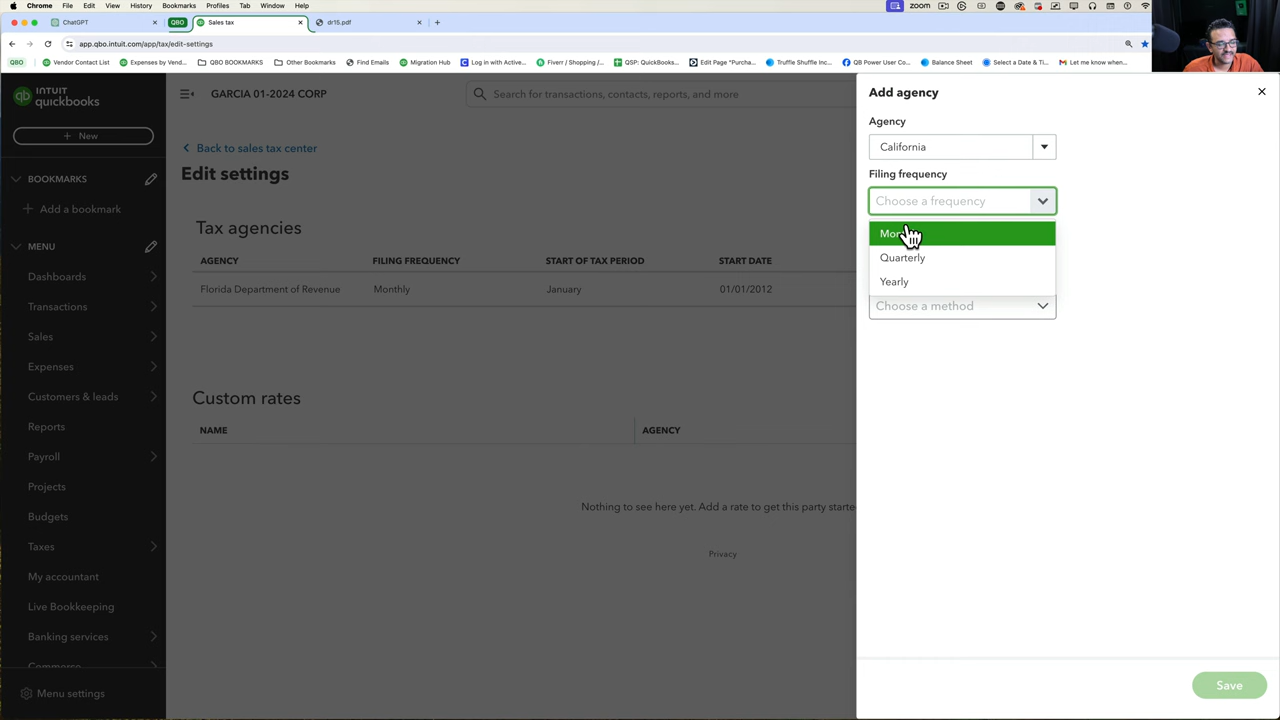 Chrome File Edit View History Bookmarks Profiles Tab Window Help
zoom
ChatGPT
QBO
Sales tax
dr15.pdf
app.qbo.intuit.com/app/tax/edit-settings
QBO
Vendor Contact List
Expenses by Vend...
QBO BOOKMARKS
Other Bookmarks
Find Emails
Migration Hub
Log in with Active...
Fiverr / Shopping /...
QSP: QuickBooks...
Edit Page "Purcha...
Truffle Shuffle Inc...
QB Power User Co...
Balance Sheet
Select a Date & Ti...
Let me know when...
INTUIT
quickbooks
GARCIA 01-2024 CORP
Search for transactions, contacts, reports, and more
New
BOOKMARKS
Add a bookmark
MENU
Dashboards
Transactions
Sales
Expenses
Customers & leads
Reports
Payroll
Projects
Budgets
Taxes
My accountant
Live Bookkeeping
Banking services
Commerce
Menu settings
Back to sales tax center
Edit settings
Tax agencies
AGENCY FILING FREQUENCY START OF TAX PERIOD START DATE
Florida Department of Revenue Monthly January 01/01/2012
Custom rates
NAME AGENCY
Nothing to see here yet. Add a rate to get this party starte
Privacy
Add agency
Agency
California
Filing frequency
Choose a frequency
Quarterly
Yearly
Choose a method
Save